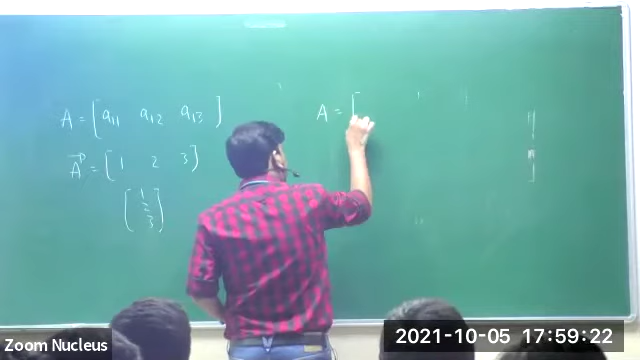 A = [ a11 a12 a13 ]
A = [ 1 2 3 ]
[ 1
2
3 ]
A = [
Zoom Nucleus
2021-10-05 17:59:22